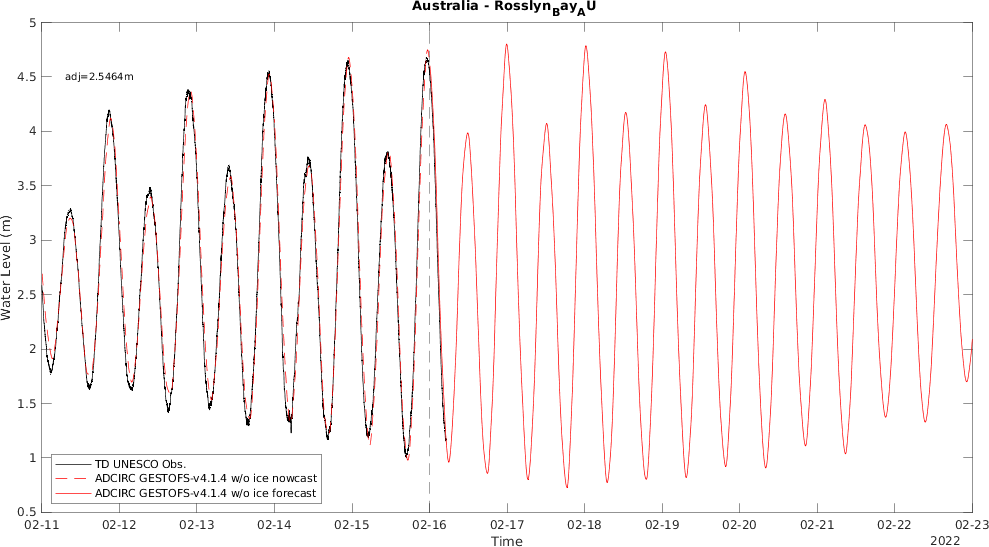 Australia - Rosslyn_Bay_AU
5
4.5
4
3.5
3
2.5
2
1.5
1
0.5
Water Level (m)
adj=2.5464m
TD UNESCO Obs.
ADCIRC GESTOFS-v4.1.4 w/o ice nowcast
ADCIRC GESTOFS-v4.1.4 w/o ice forecast
02-11 02-12 02-13 02-14 02-15 02-16 02-17 02-18 02-19 02-20 02-21 02-22 02-23
Time
2022